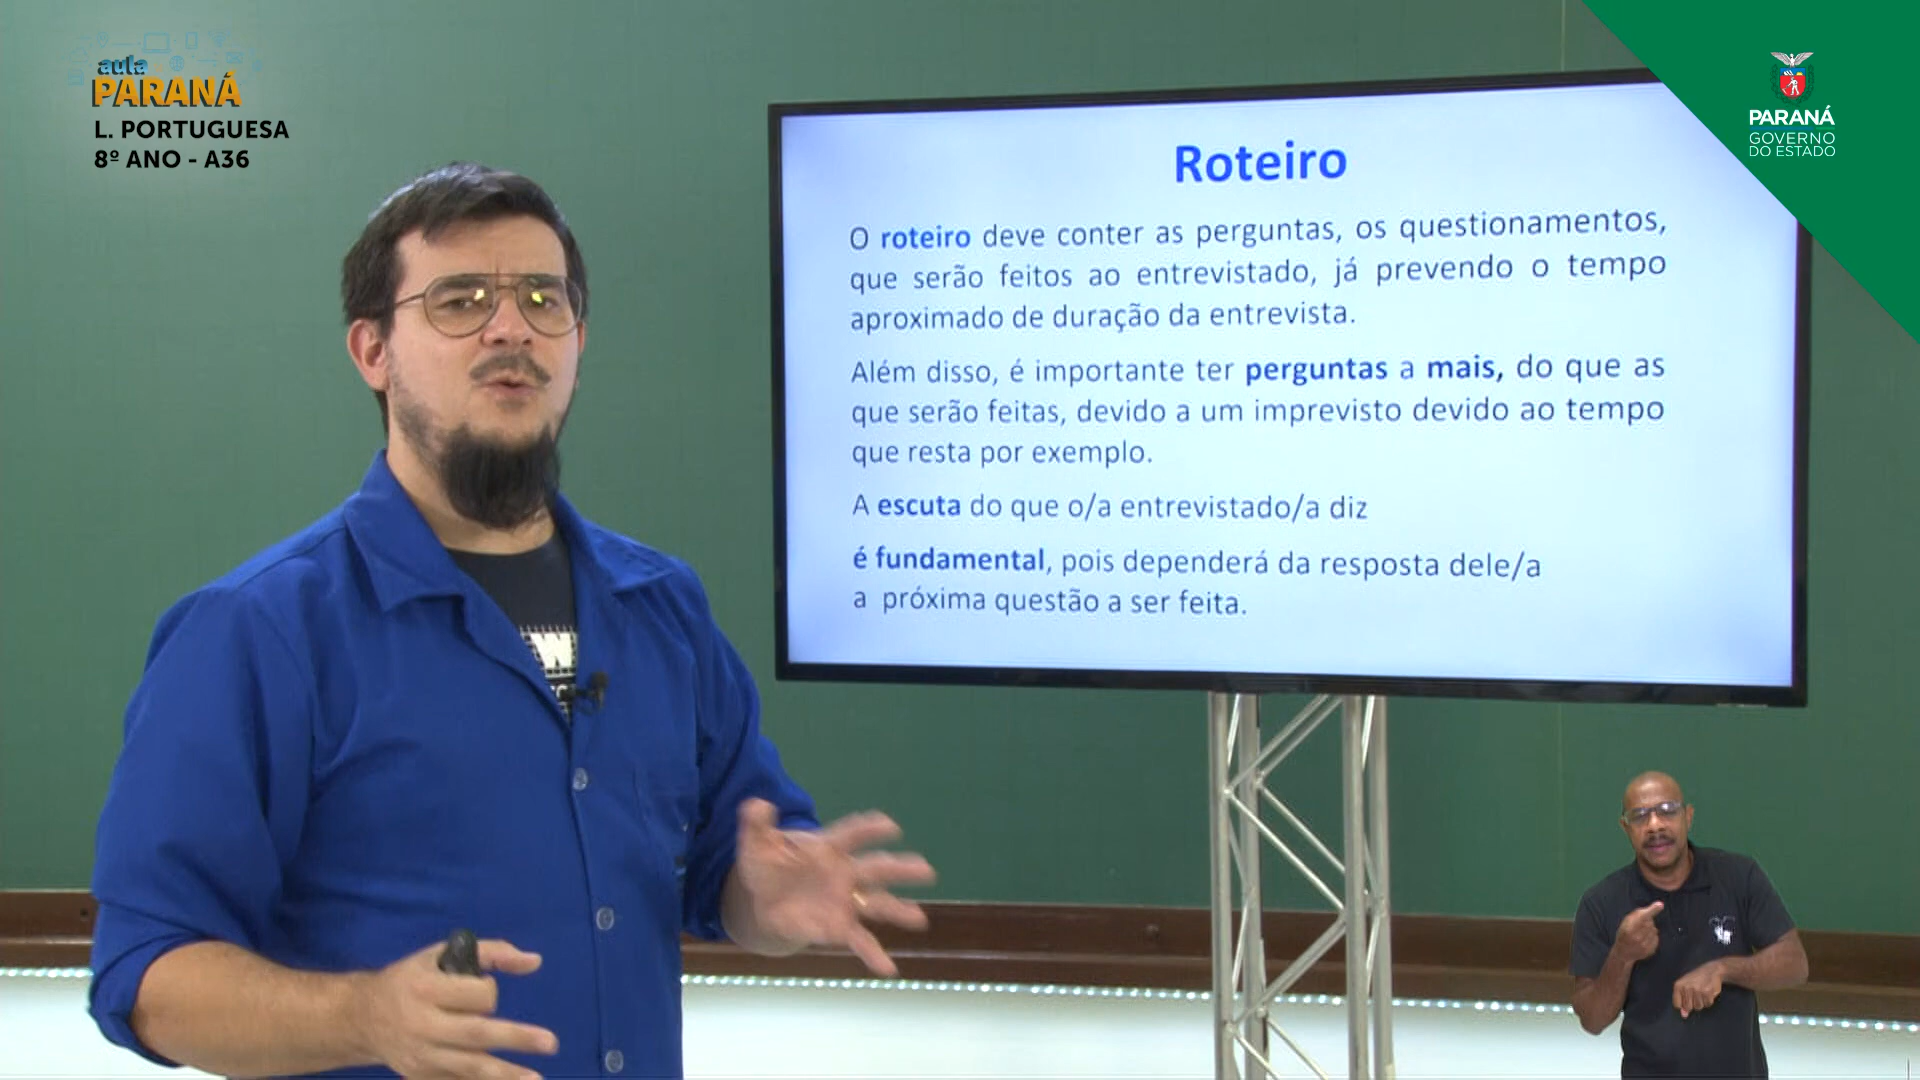 aula
PARANÁ
L. PORTUGUESA
8º ANO - A36
PARANÁ
GOVERNO
DO ESTADO
Roteiro
O roteiro deve conter as perguntas, os questionamentos,
que serão feitos ao entrevistado, já prevendo o tempo
aproximado de duração da entrevista.
Além disso, é importante ter perguntas a mais, do que as
que serão feitas, devido a um imprevisto devido ao tempo
que resta por exemplo.
A escuta do que o/a entrevistado/a diz
é fundamental, pois dependerá da resposta dele/a
a próxima questão a ser feita.
W